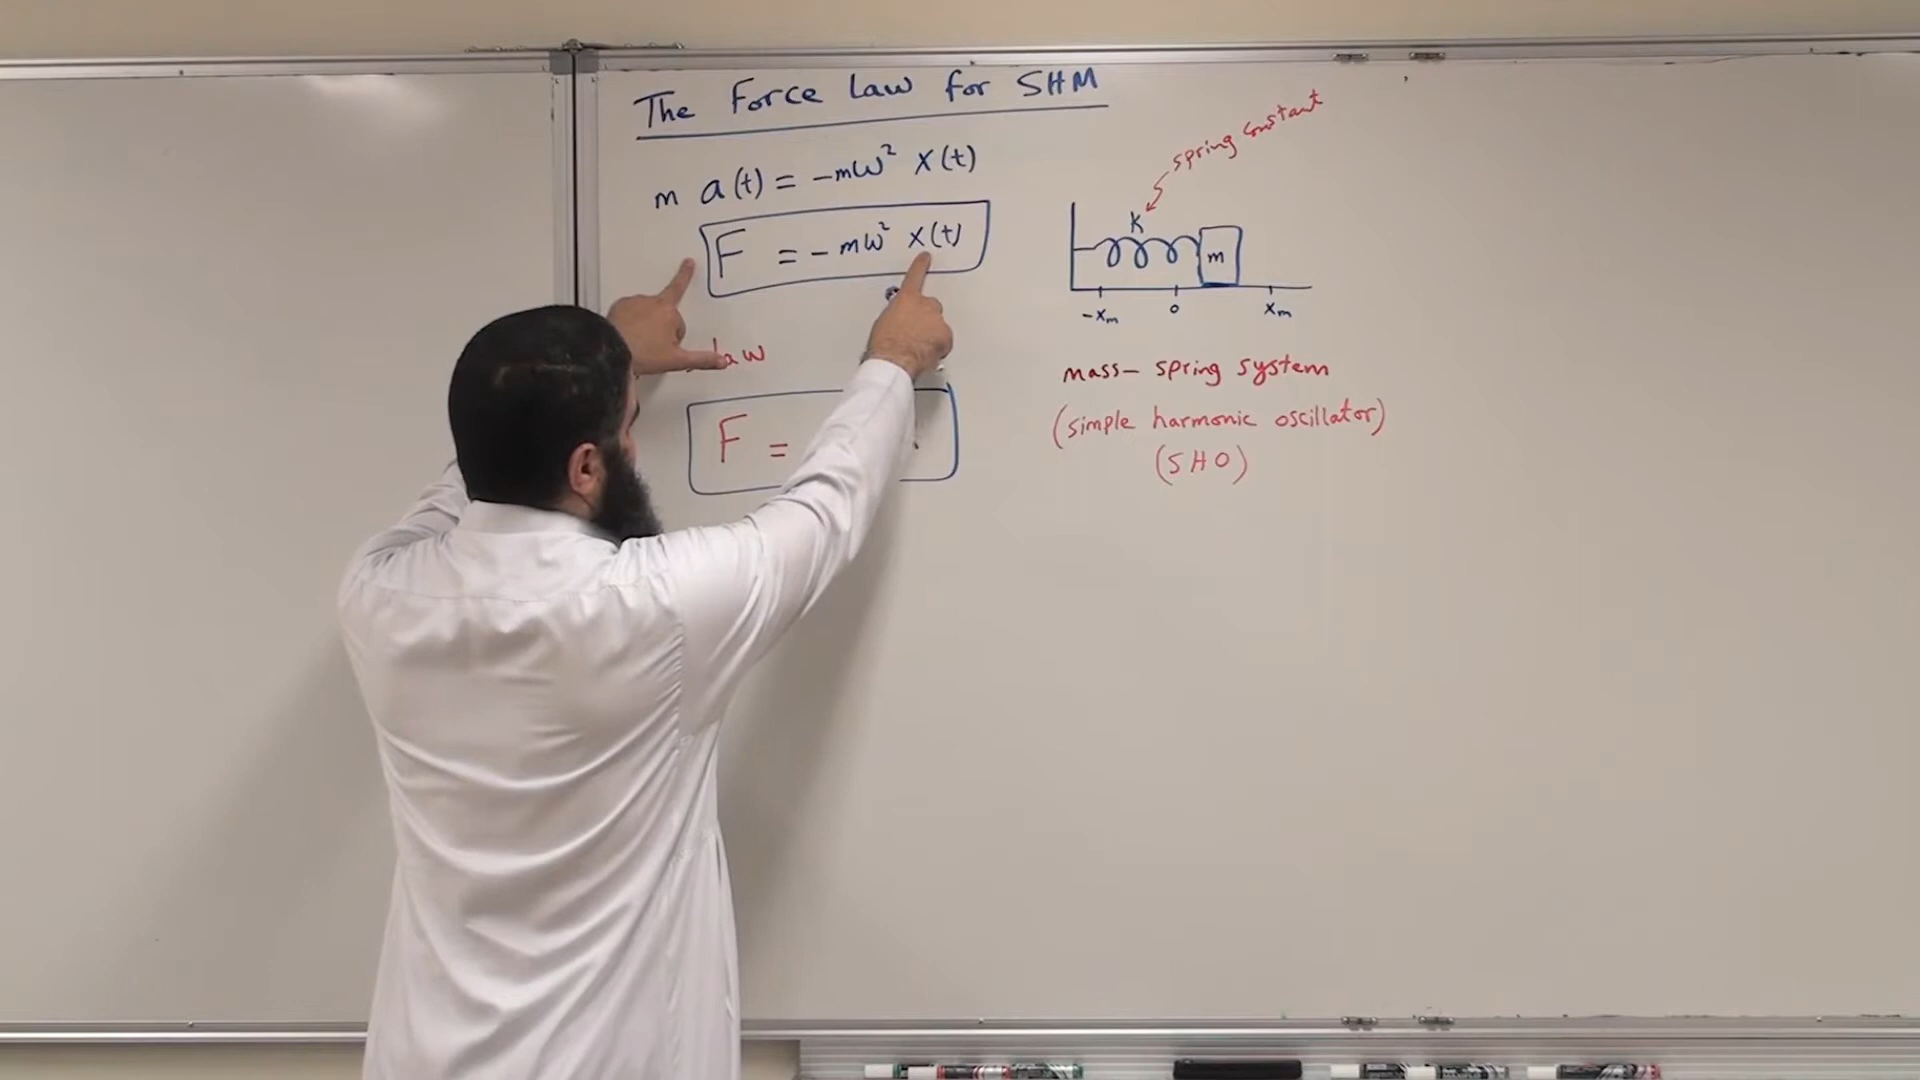 The Force Law for SHM
m a(t) = -mω² x(t)
F = -mω² x(t)
Law
F =
spring constant
K
m
-xₘ 0 xₘ
mass- spring system
(simple harmonic oscillator)
(SHO)